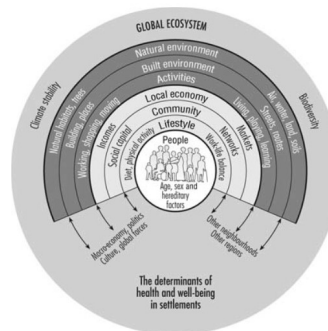 GLOBAL ECOSYSTEM
Climate stability
Biodiversity
Natural environment
Natural habitats, trees
Air, water, land, soil
Built environment
Building, places
Streets, routes
Activities
Working, shopping, moving
Living, playing, learning
Local economy
Incomes
Markets
Community
Social capital
Networks
Lifestyle
Diet, physical activity
Work-life balance
People
Age, sex and
hereditary
factors
Macro-economy, politics
Culture, global forces
Other neighbourhoods
Other regions
The determinants of
health and well-being
in settlements